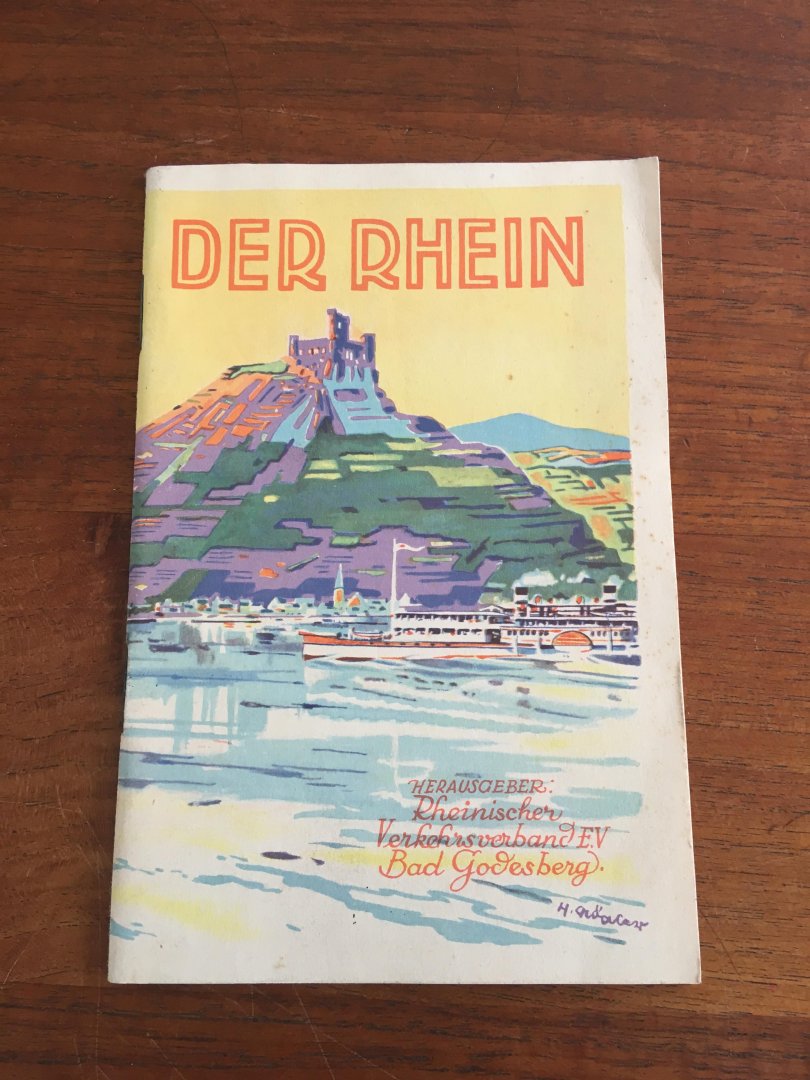 DER RHEIN
HERAUSGEBER:
Rheinischer
Verkehrsverband E.V
Bad Godesberg.
H.